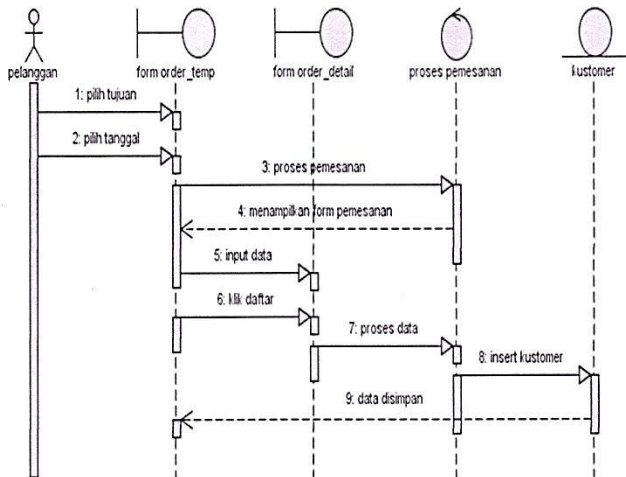 pelanggan
form order_temp
form order_detail
proses pemesanan
kustomer
1: pilih tujuan
2: pilih tanggal
3: proses pemesanan
4: menampilkan form pemesanan
5: input data
6: klik daftar
7: proses data
8: insert kustomer
9: data disimpan